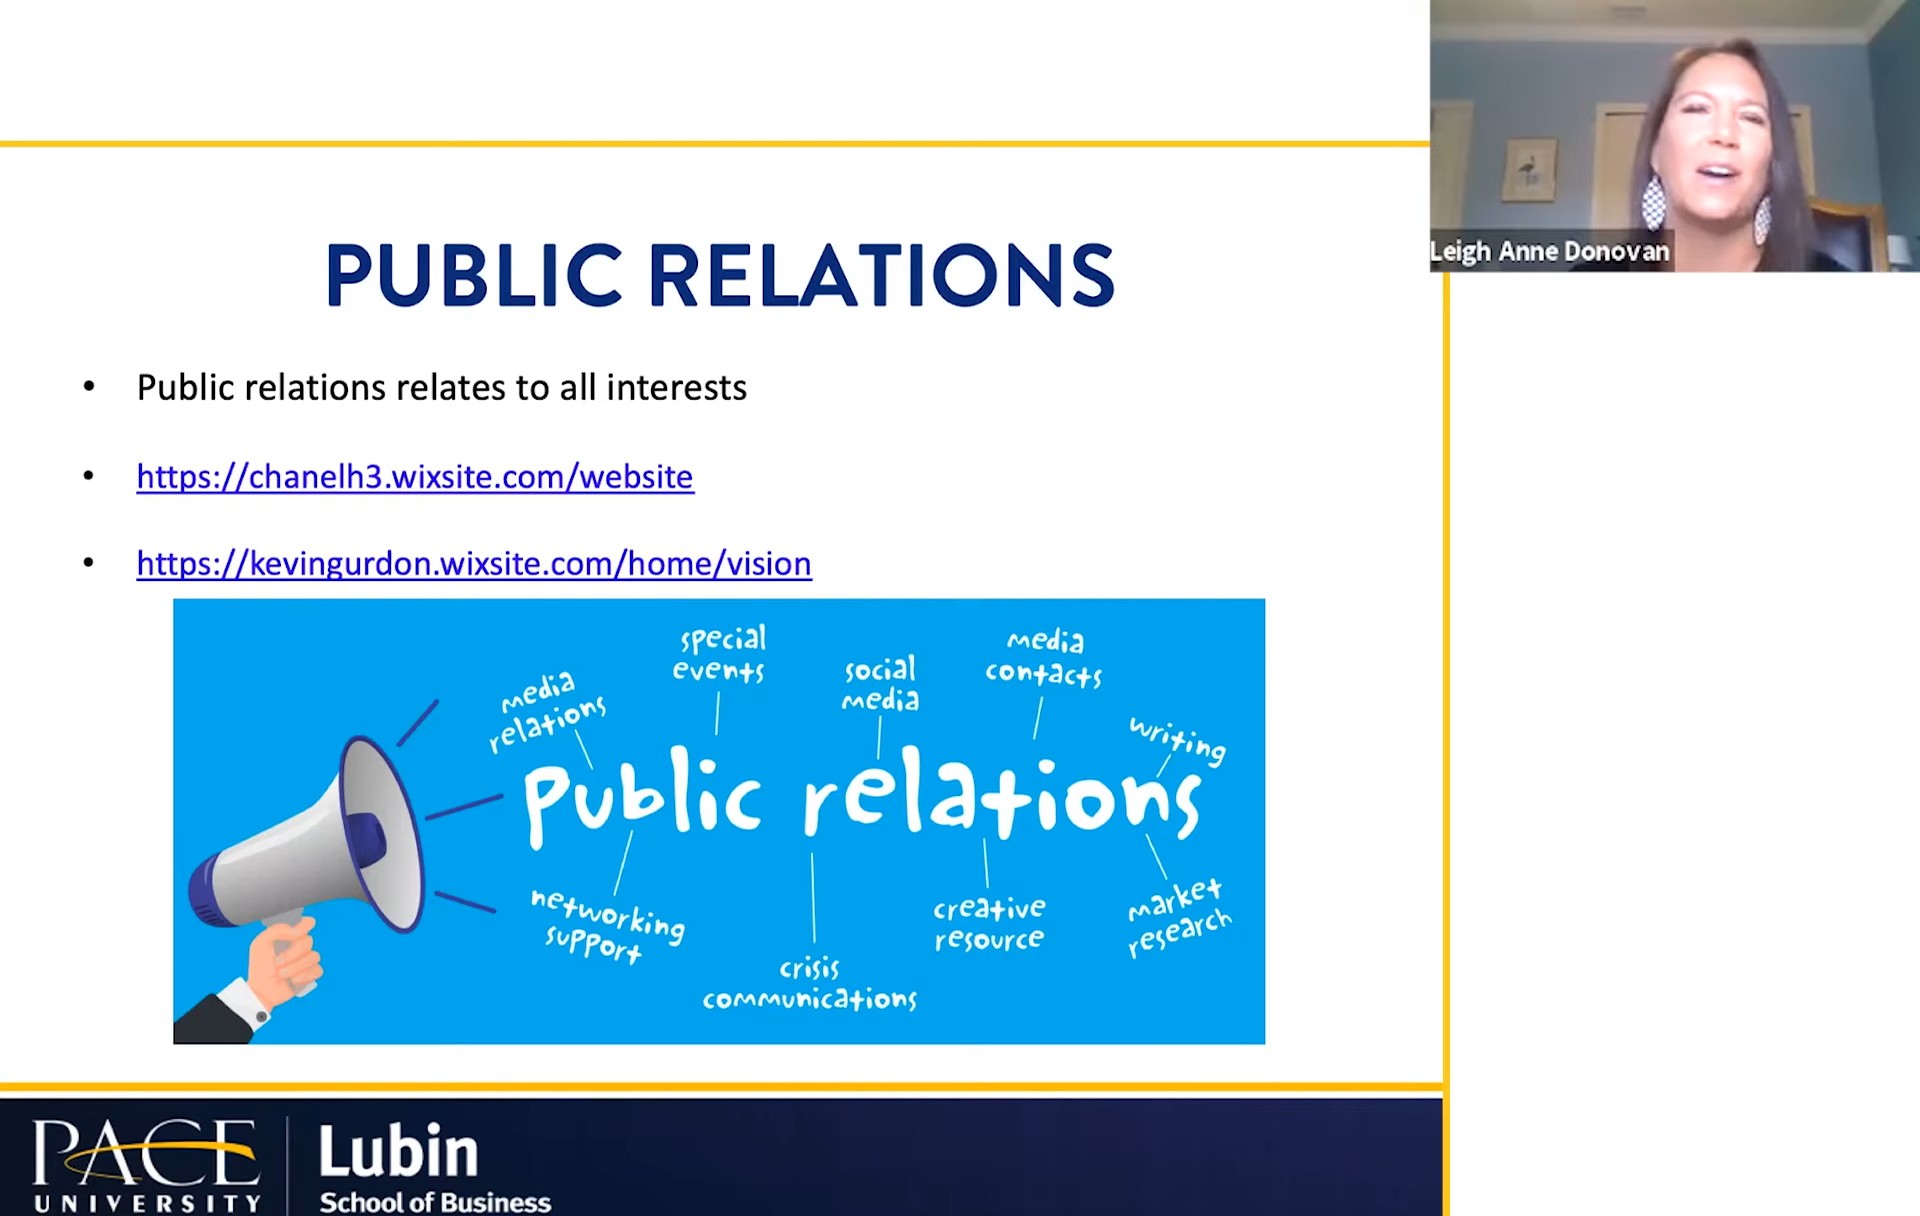 Leigh Anne Donovan
PUBLIC RELATIONS
• Public relations relates to all interests
• https://chanelh3.wixsite.com/website
• https://kevingurdon.wixsite.com/home/vision
media
relations
special
events
social
media
media
contacts
writing
public relations
networking
support
crisis
communications
creative
resource
market
research
PACE
UNIVERSITY
Lubin
School of Business